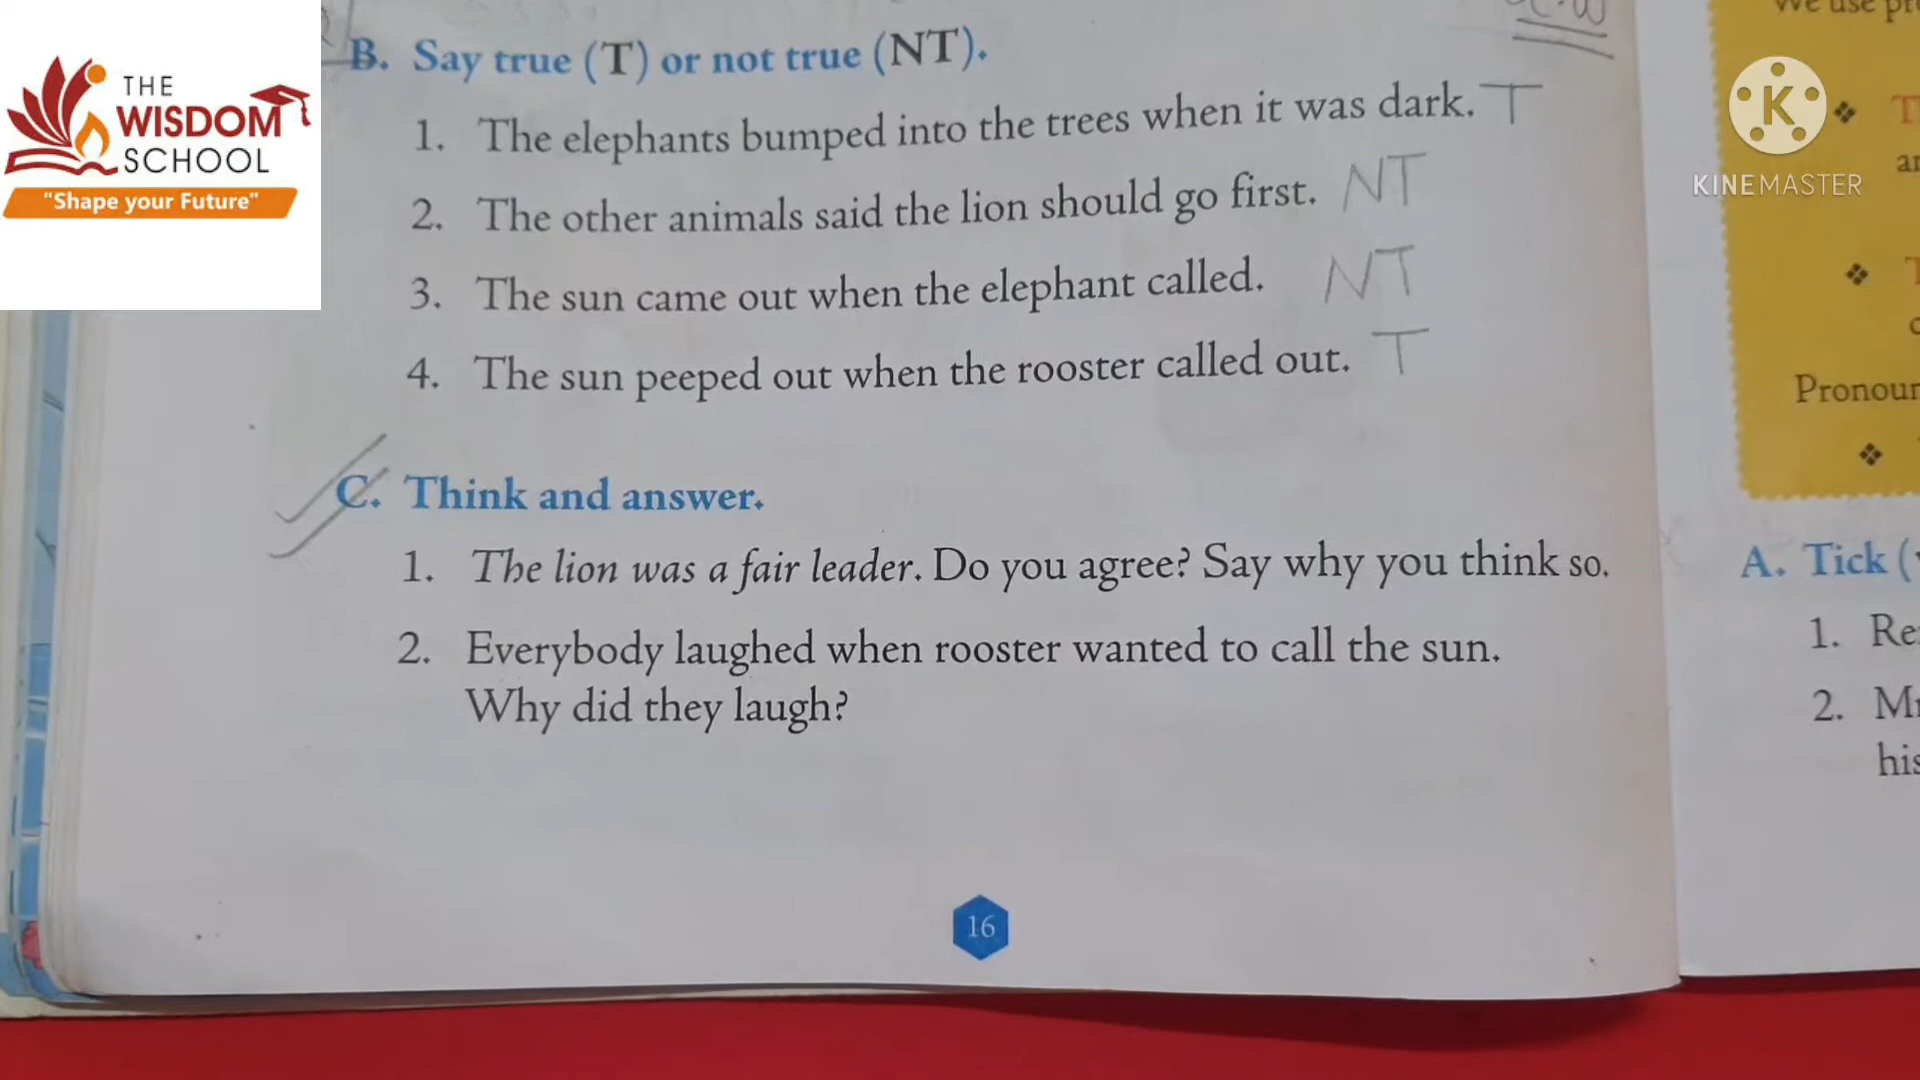 THE
WISDOM
SCHOOL
"Shape your Future"
B. Say true (T) or not true (NT).
1. The elephants bumped into the trees when it was dark. T
2. The other animals said the lion should go first. NT
3. The sun came out when the elephant called. NT
4. The sun peeped out when the rooster called out. T
C. Think and answer.
1. The lion was a fair leader. Do you agree? Say why you think so.
2. Everybody laughed when rooster wanted to call the sun.
Why did they laugh?
16
K
KINEMASTER
We use
A. Tick (
1.
2.
his